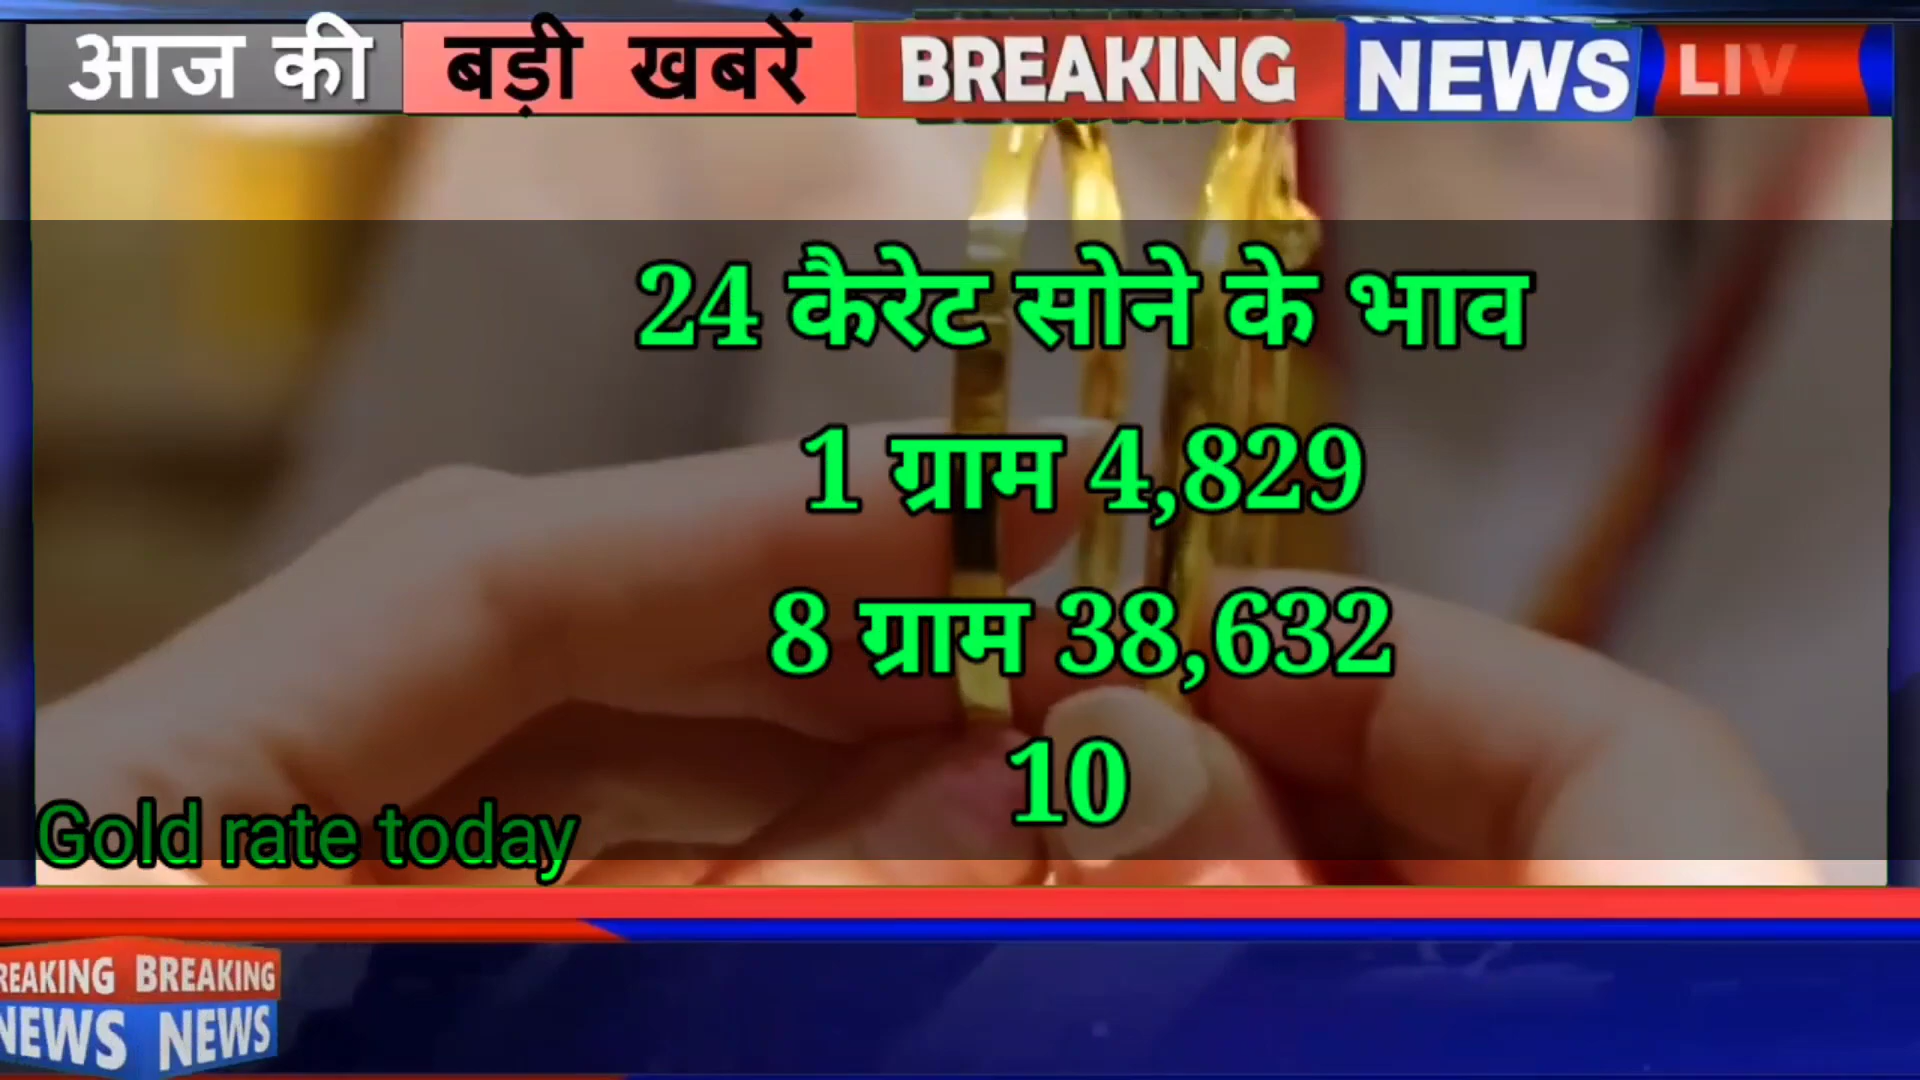 आज की बड़ी खबरें BREAKING NEWS LIV
24 कैरेट सोने के भाव
1 ग्राम 4,829
8 ग्राम 38,632
10
Gold rate today
REAKING BREAKING
NEWS NEWS